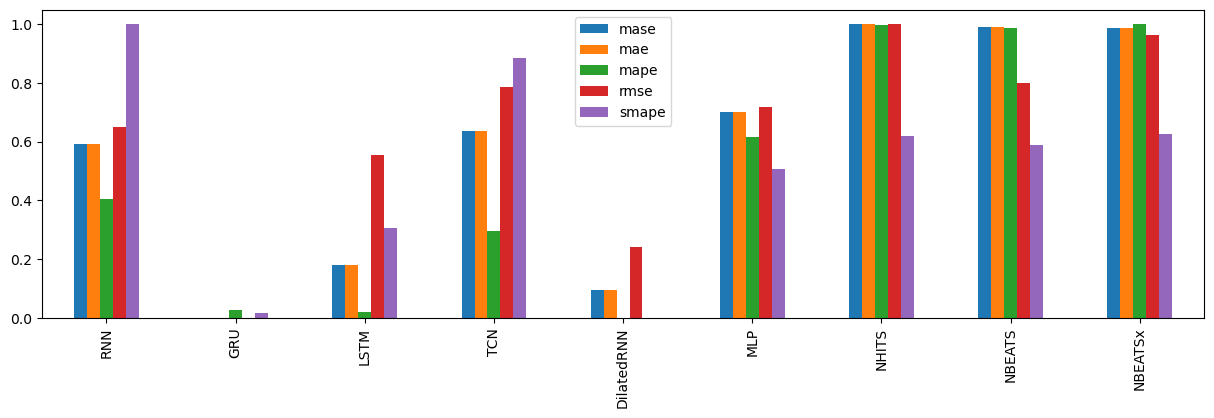 1.0
0.8
0.6
0.4
0.2
0.0
mase
mae
mape
rmse
smape
RNN
GRU
LSTM
TCN
DilatedRNN
MLP
NHITS
NBEATS
NBEATSx